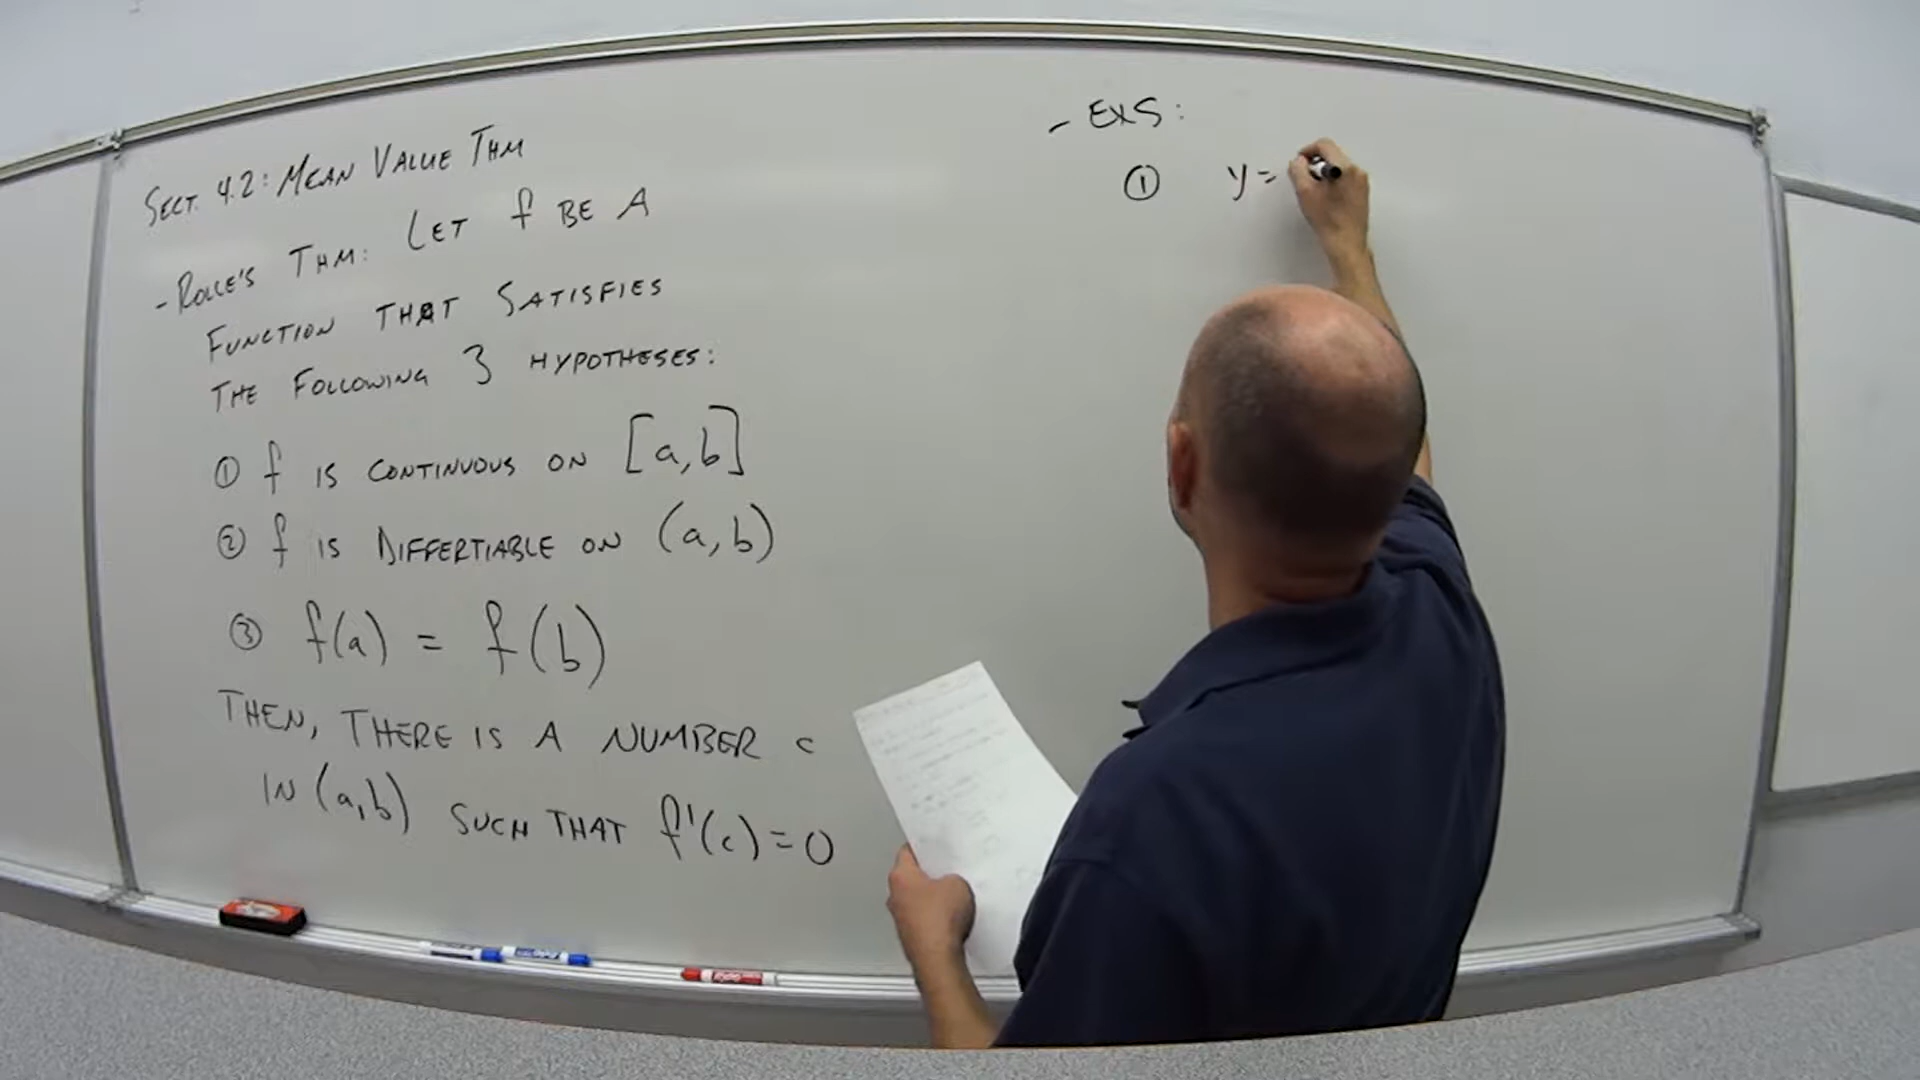 SECT. 4.2: MEAN VALUE THM
- ROLLE'S THM: LET f BE A
FUNCTION THAT SATISFIES
THE FOLLOWING 3 HYPOTHESES:
① f IS CONTINUOUS ON [a,b]
② f IS DIFFERTIABLE ON (a,b)
③ f(a) = f(b)
THEN, THERE IS A NUMBER c
IN (a,b) SUCH THAT f'(c)=0
- EXS:
① y=